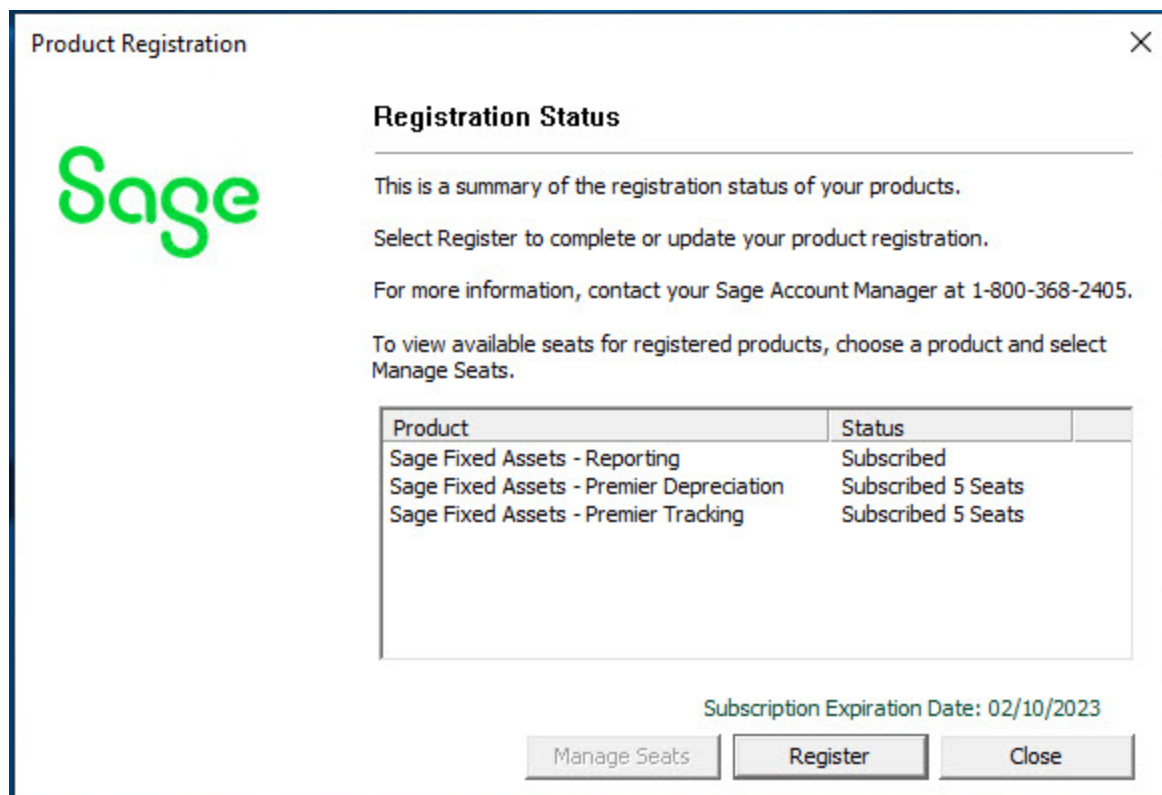 Product Registration
Sage
Registration Status
This is a summary of the registration status of your products.
Select Register to complete or update your product registration.
For more information, contact your Sage Account Manager at 1-800-368-2405.
To view available seats for registered products, choose a product and select
Manage Seats.
Product Status
Sage Fixed Assets - Reporting Subscribed
Sage Fixed Assets - Premier Depreciation Subscribed 5 Seats
Sage Fixed Assets - Premier Tracking Subscribed 5 Seats
Subscription Expiration Date: 02/10/2023
Manage Seats Register Close